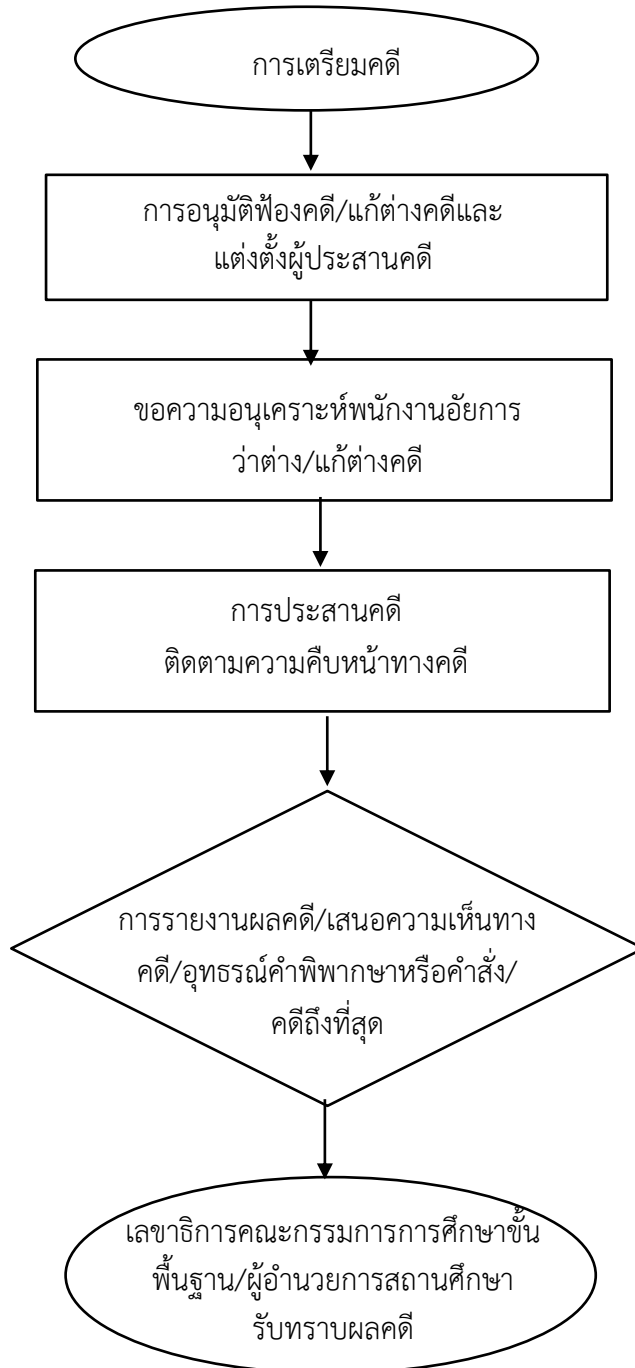 การเตรียมคดี
การอนุมัติฟ้องคดี/แก้ต่างคดีและ
แต่งตั้งผู้ประสานคดี
ขอความอนุเคราะห์พนักงานอัยการ
ว่าต่าง/แก้ต่างคดี
การประสานคดี
ติดตามความคืบหน้าทางคดี
การรายงานผลคดี/เสนอความเห็นทาง
คดี/อุทธรณ์คำพิพากษาหรือคำสั่ง/
คดีถึงที่สุด
เลขาธิการคณะกรรมการการศึกษาขั้น
พื้นฐาน/ผู้อำนวยการสถานศึกษา
รับทราบผลคดี